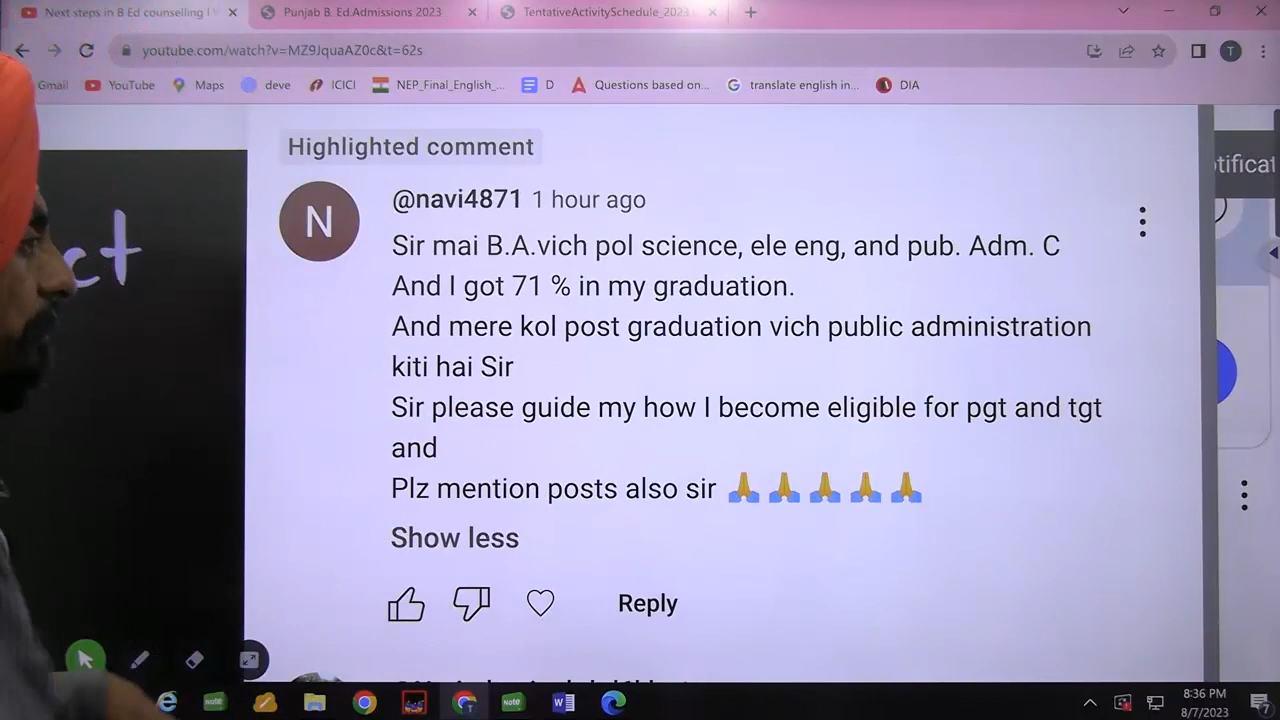 Next steps in B Ed counselling I
Punjab B. Ed.Admissions 2023
TentativeActivitySchedule_2023
youtube.com/watch?v=MZ9JquaAZ0c&t=62s
T
Gmail
YouTube
Maps
deve
ICICI
NEP_Final_English_...
D
Questions based on...
translate english in...
DIA
Highlighted comment
otificat
N
@navi4871 1 hour ago
Sir mai B.A.vich pol science, ele eng, and pub. Adm. C
And I got 71 % in my graduation.
And mere kol post graduation vich public administration
kiti hai Sir
Sir please guide my how I become eligible for pgt and tgt
and
Plz mention posts also sir 🙏🙏🙏🙏🙏
Show less
Reply
ct
8:36 PM
8/7/2023